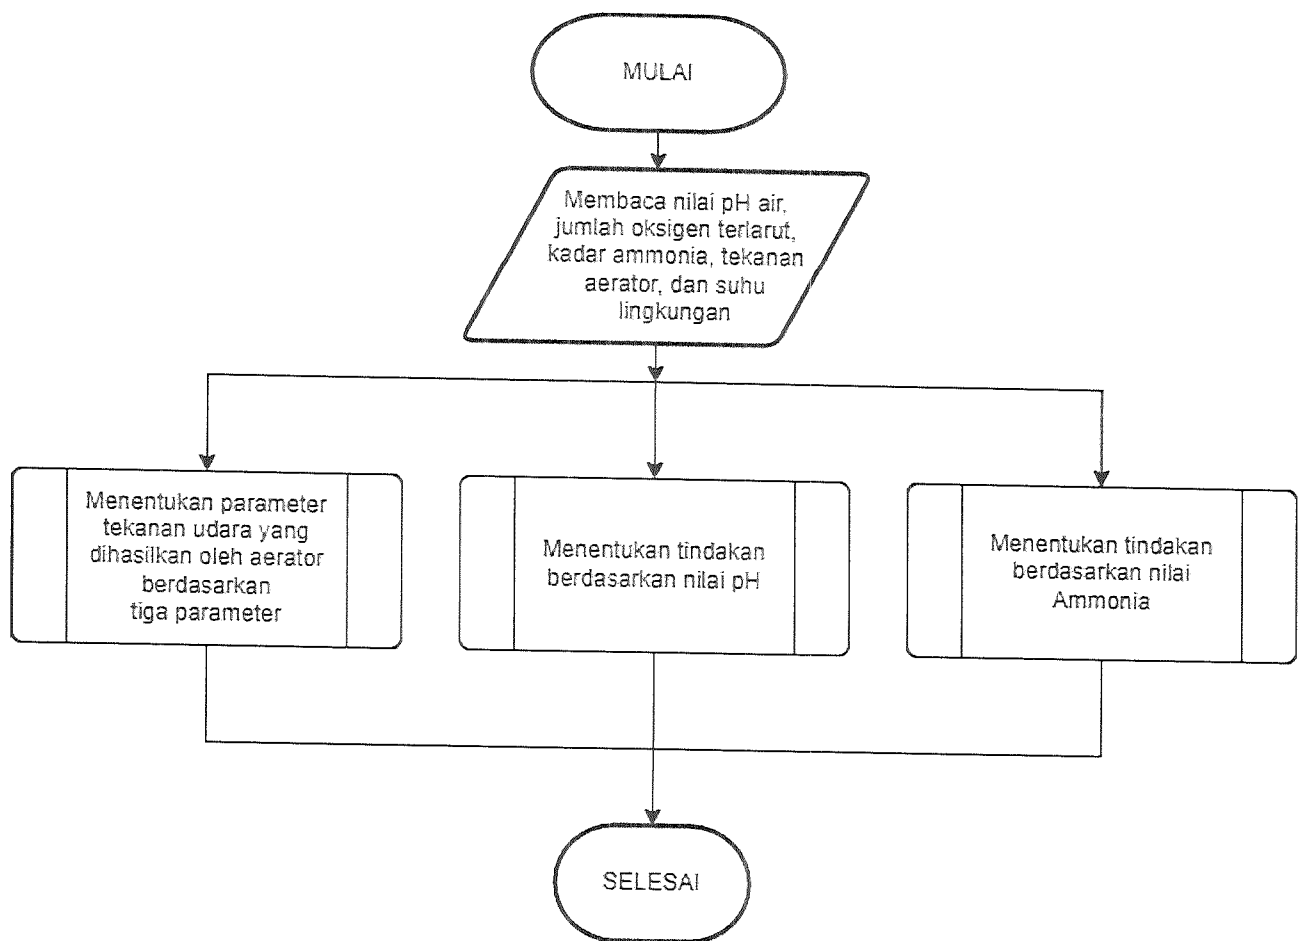 MULAI
Membaca nilai pH air,
jumlah oksigen terlarut,
kadar ammonia, tekanan
aerator, dan suhu
lingkungan
Menentukan parameter
tekanan udara yang
dihasilkan oleh aerator
berdasarkan
tiga parameter
Menentukan tindakan
berdasarkan nilai pH
Menentukan tindakan
berdasarkan nilai
Ammonia
SELESAI